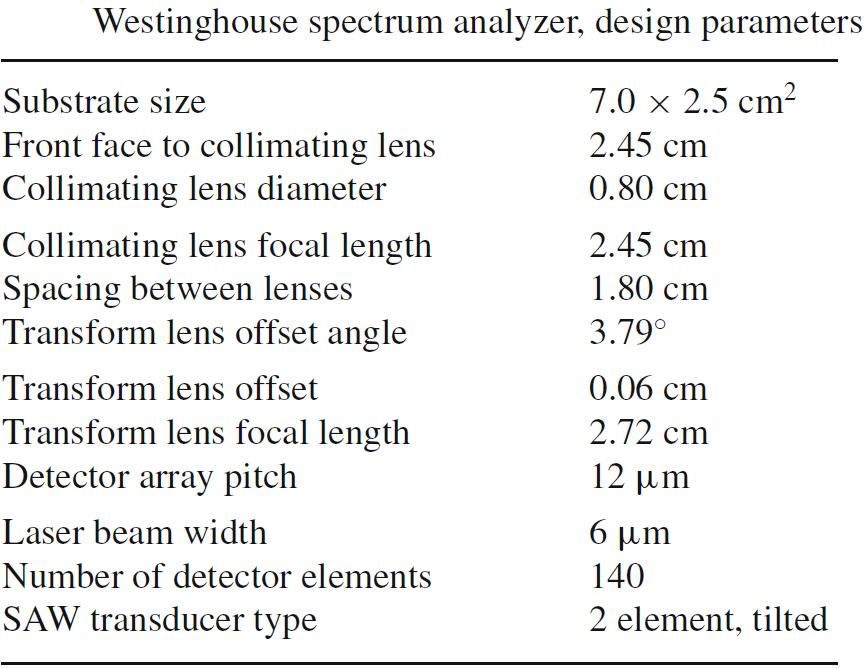 Westinghouse spectrum analyzer, design parameters
Substrate size 7.0 × 2.5 cm²
Front face to collimating lens 2.45 cm
Collimating lens diameter 0.80 cm
Collimating lens focal length 2.45 cm
Spacing between lenses 1.80 cm
Transform lens offset angle 3.79°
Transform lens offset 0.06 cm
Transform lens focal length 2.72 cm
Detector array pitch 12 μm
Laser beam width 6 μm
Number of detector elements 140
SAW transducer type 2 element, tilted